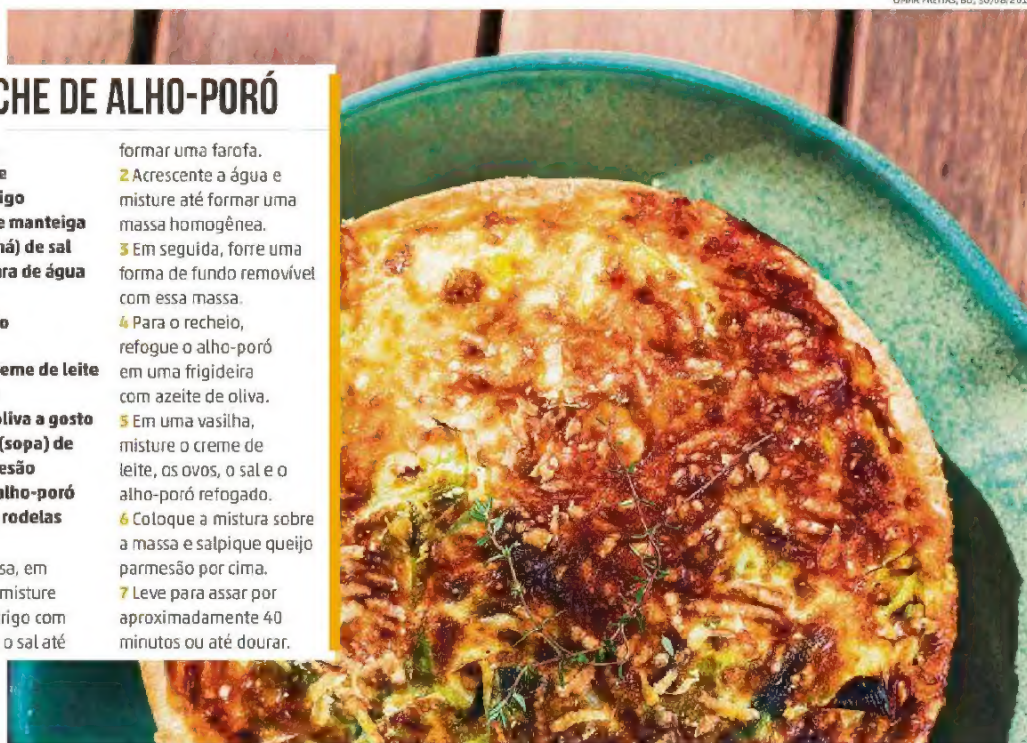 CHE DE ALHO-PORÓ
e
igo
e manteiga
há) de sal
ara de água
o
reme de leite
oliva a gosto
(sopa) de
esão
alho-poró
rodelas
sa, em
misture
rigo com
o sal até
formar uma farofa.
2 Acrescente a água e
misture até formar uma
massa homogênea.
3 Em seguida, forre uma
forma de fundo removível
com essa massa.
4 Para o recheio,
refogue o alho-poró
em uma frigideira
com azeite de oliva.
5 Em uma vasilha,
misture o creme de
leite, os ovos, o sal e o
alho-poró refogado.
6 Coloque a mistura sobre
a massa e salpique queijo
parmesão por cima.
7 Leve para assar por
aproximadamente 40
minutos ou até dourar.